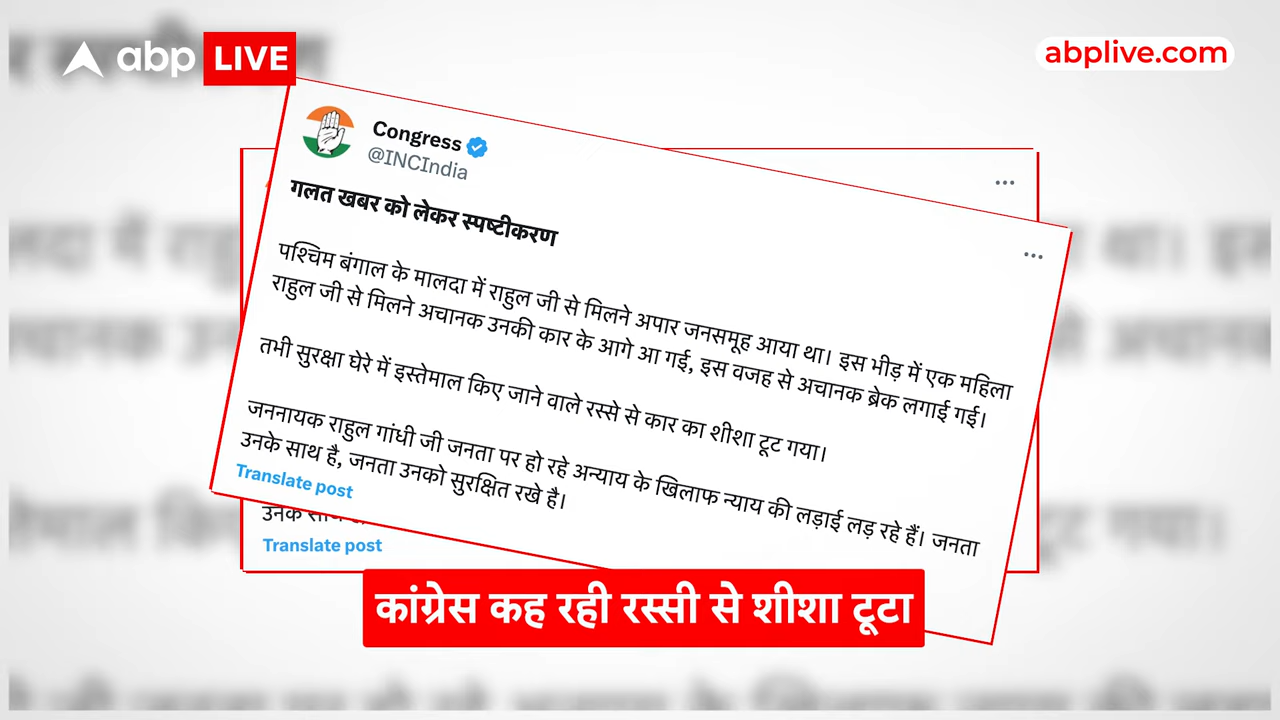 abp LIVE
abplive.com
Congress
@INCIndia
गलत खबर को लेकर स्पष्टीकरण
पश्चिम बंगाल के मालदा में राहुल जी से मिलने अपार जनसमूह आया था। इस भीड़ में एक महिला
राहुल जी से मिलने अचानक उनकी कार के आगे आ गई, इस वजह से अचानक ब्रेक लगाई गई।
तभी सुरक्षा घेरे में इस्तेमाल किए जाने वाले रस्से से कार का शीशा टूट गया।
जननायक राहुल गांधी जी जनता पर हो रहे अन्याय के खिलाफ न्याय की लड़ाई लड़ रहे हैं। जनता
उनके साथ है, जनता उनको सुरक्षित रखे है।
Translate post
उनके
Translate post
कांग्रेस कह रही रस्सी से शीशा टूटा